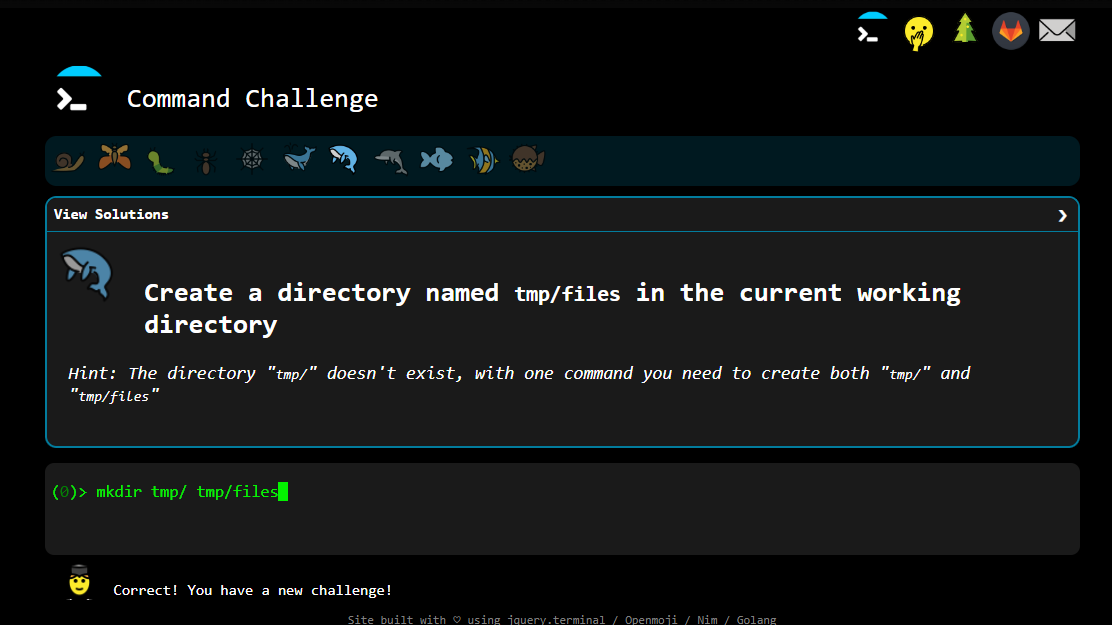 Command Challenge
View Solutions
Create a directory named tmp/files in the current working
directory
Hint: The directory "tmp/" doesn't exist, with one command you need to create both "tmp/" and
"tmp/files"
(0)> mkdir tmp/ tmp/files
Correct! You have a new challenge!
Site built with ♡ using jquery.terminal / Openmoji / Nim / Golang